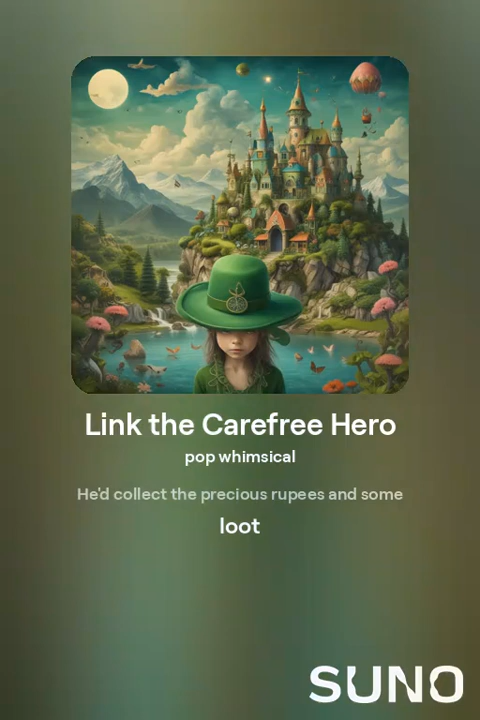 Link the Carefree Hero
pop whimsical
He'd collect the precious rupees and some
loot
SUNO